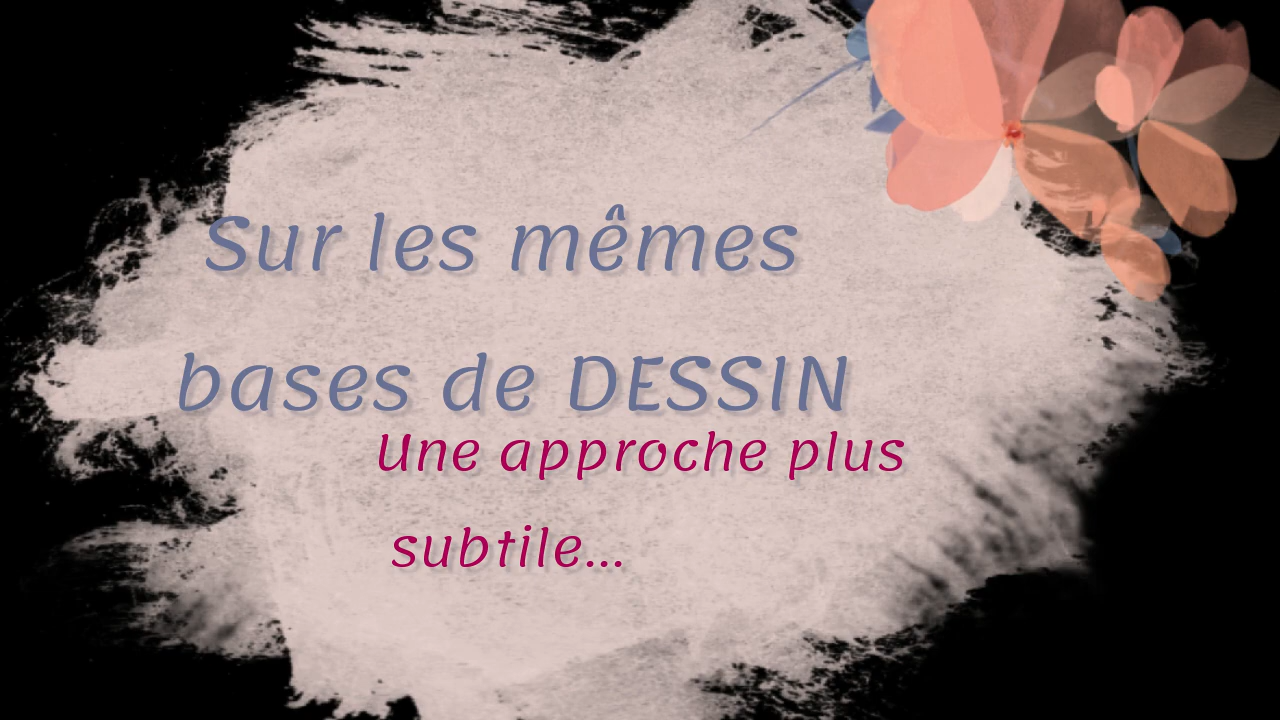 Sur les mêmes
bases de DESSIN
Une approche plus
subtile...